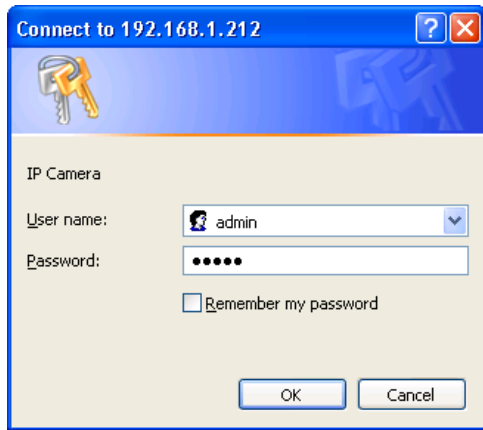 Connect to 192.168.1.212
IP Camera
User name:
admin
Password:
•••••
Remember my password
OK
Cancel